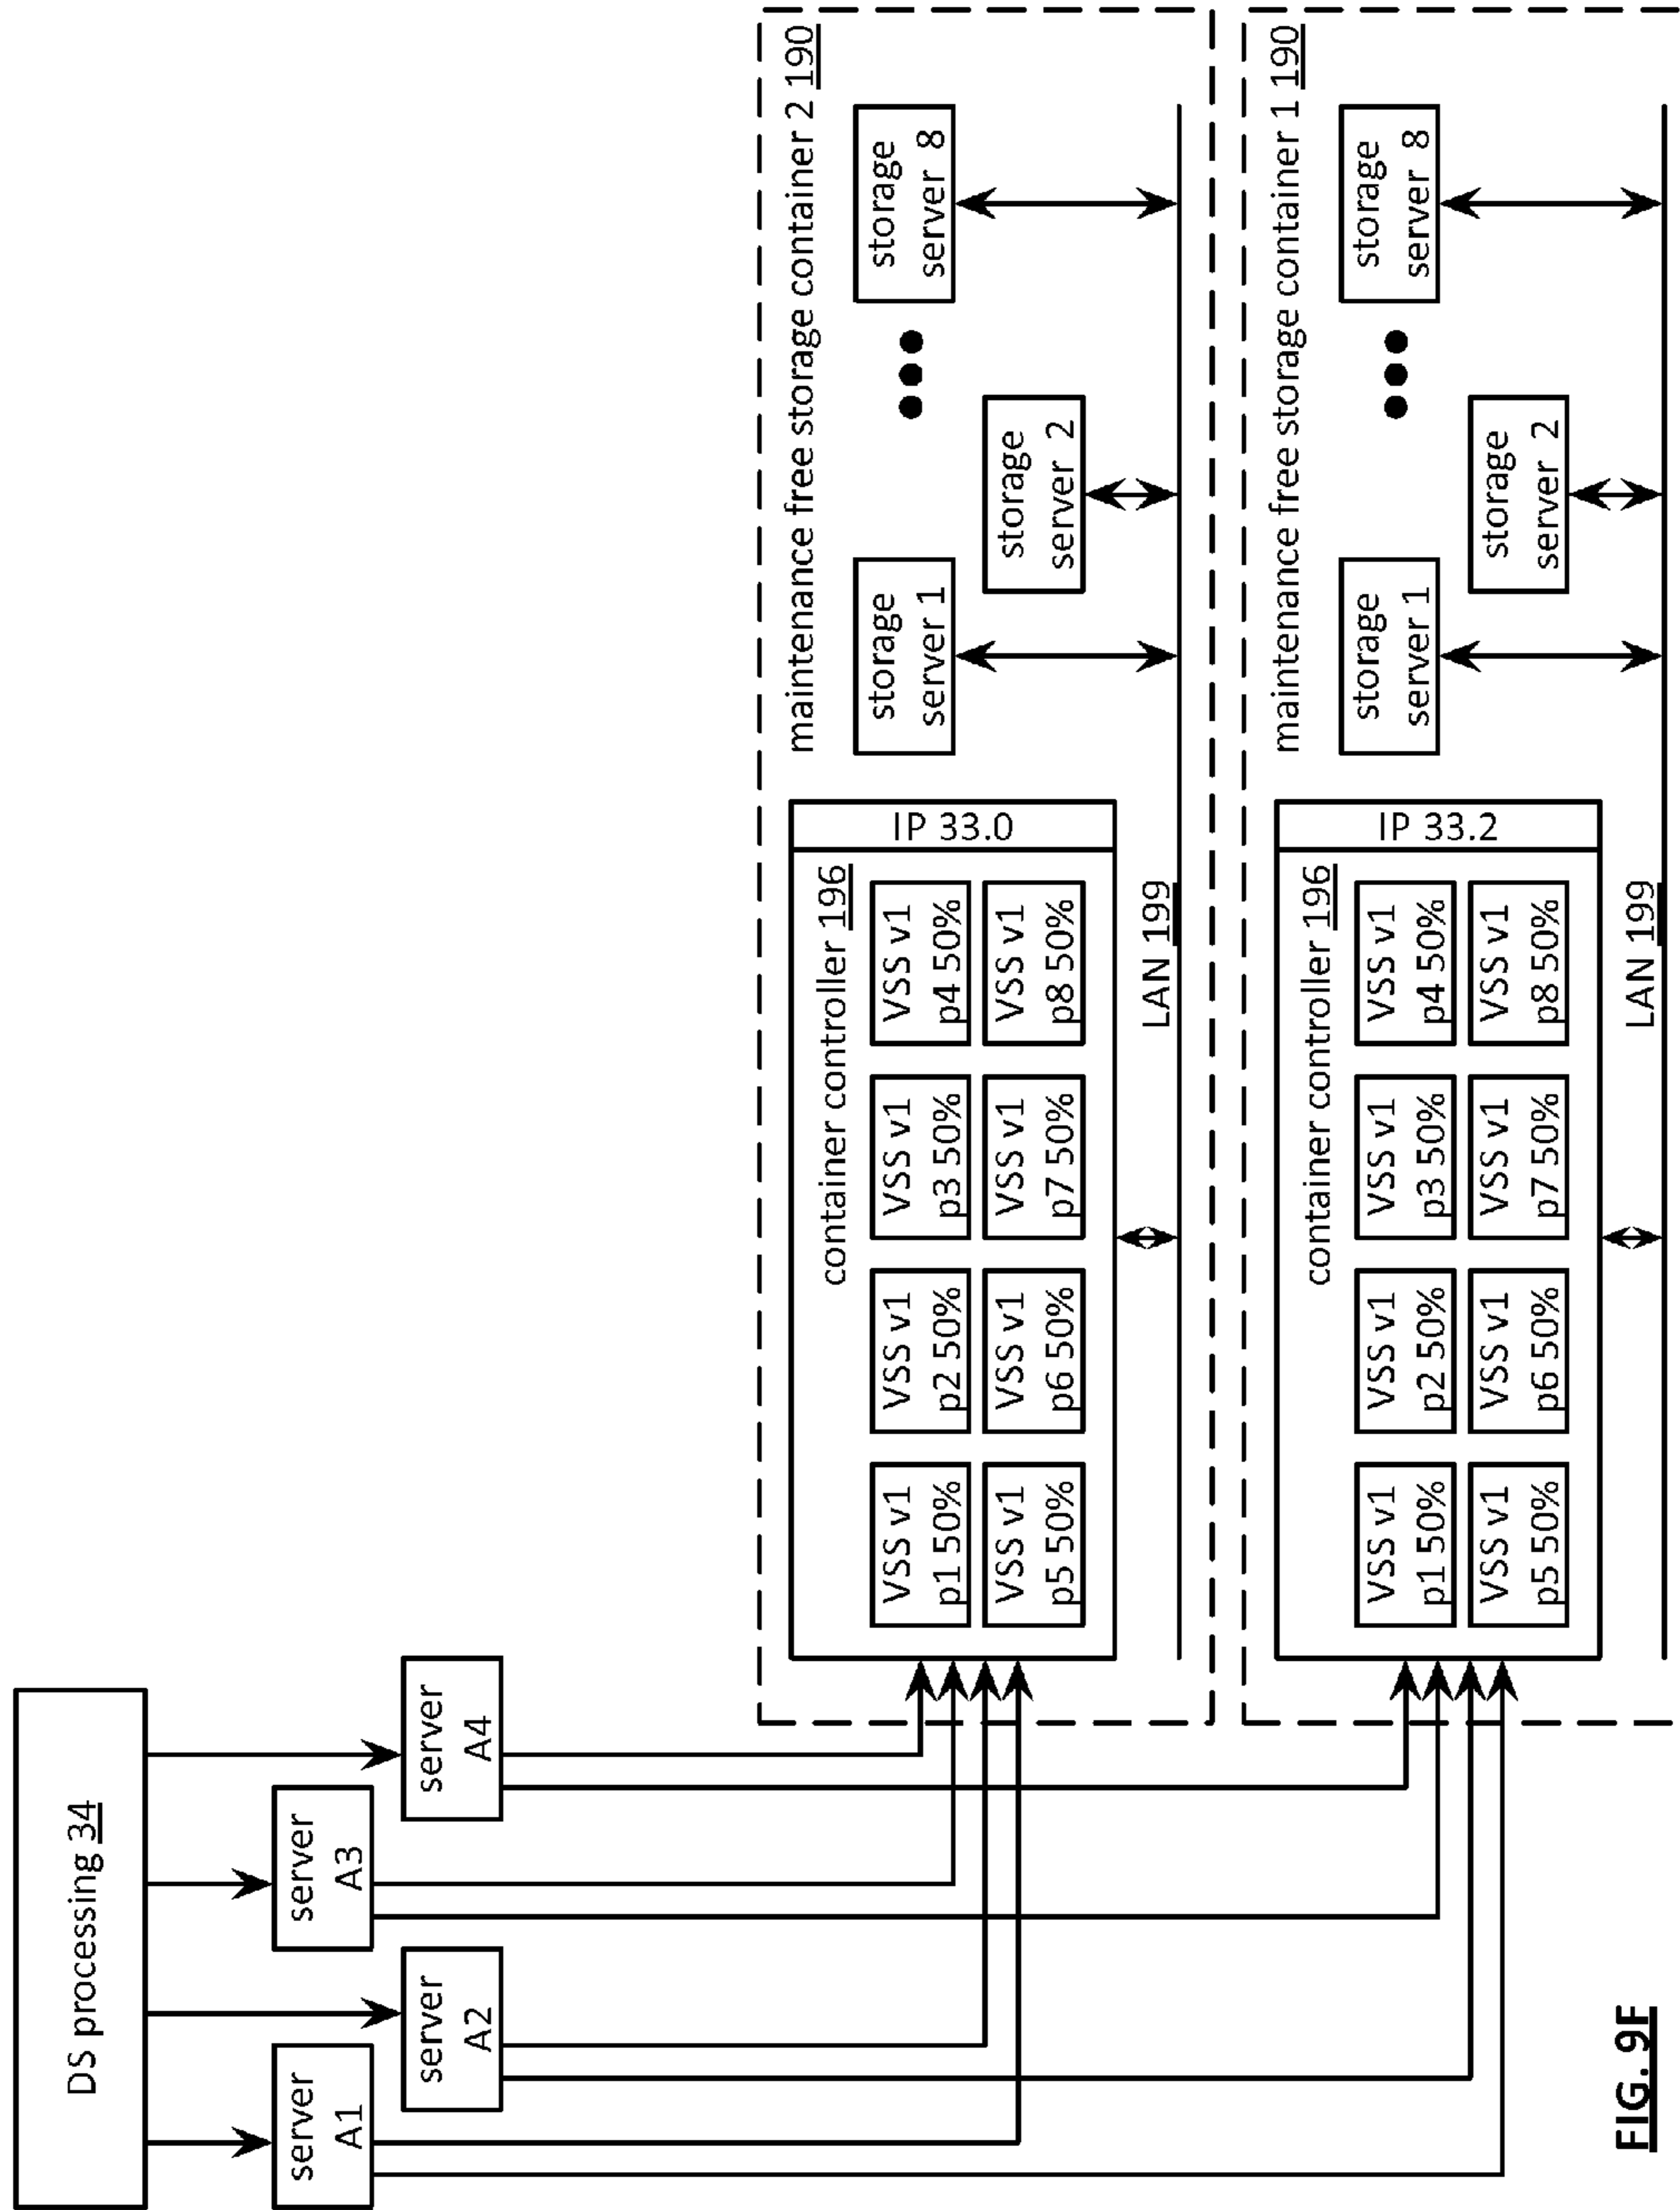 DS processing 34
server
A1
server
A2
server
A3
server
A4
maintenance free storage container 2 190
container controller 196
IP 33.0
VSS v1
p1 50%
VSS v1
p2 50%
VSS v1
p3 50%
VSS v1
p4 50%
VSS v1
p5 50%
VSS v1
p6 50%
VSS v1
p7 50%
VSS v1
p8 50%
storage
server 1
storage
server 2
storage
server 8
LAN 199
maintenance free storage container 1 190
container controller 196
IP 33.2
VSS v1
p1 50%
VSS v1
p2 50%
VSS v1
p3 50%
VSS v1
p4 50%
VSS v1
p5 50%
VSS v1
p6 50%
VSS v1
p7 50%
VSS v1
p8 50%
storage
server 1
storage
server 2
storage
server 8
LAN 199
FIG. 9F